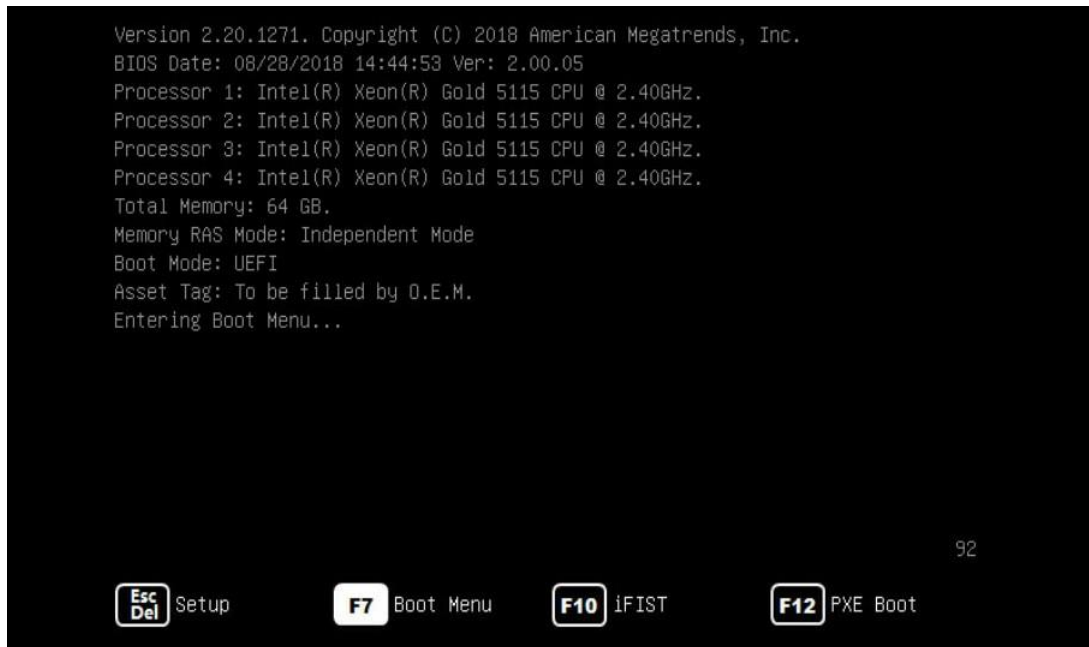 Version 2.20.1271. Copyright (C) 2018 American Megatrends, Inc.
BIOS Date: 08/28/2018 14:44:53 Ver: 2.00.05
Processor 1: Intel(R) Xeon(R) Gold 5115 CPU @ 2.40GHz.
Processor 2: Intel(R) Xeon(R) Gold 5115 CPU @ 2.40GHz.
Processor 3: Intel(R) Xeon(R) Gold 5115 CPU @ 2.40GHz.
Processor 4: Intel(R) Xeon(R) Gold 5115 CPU @ 2.40GHz.
Total Memory: 64 GB.
Memory RAS Mode: Independent Mode
Boot Mode: UEFI
Asset Tag: To be filled by O.E.M.
Entering Boot Menu...
92
Esc Del Setup F7 Boot Menu F10 iFIST F12 PXE Boot